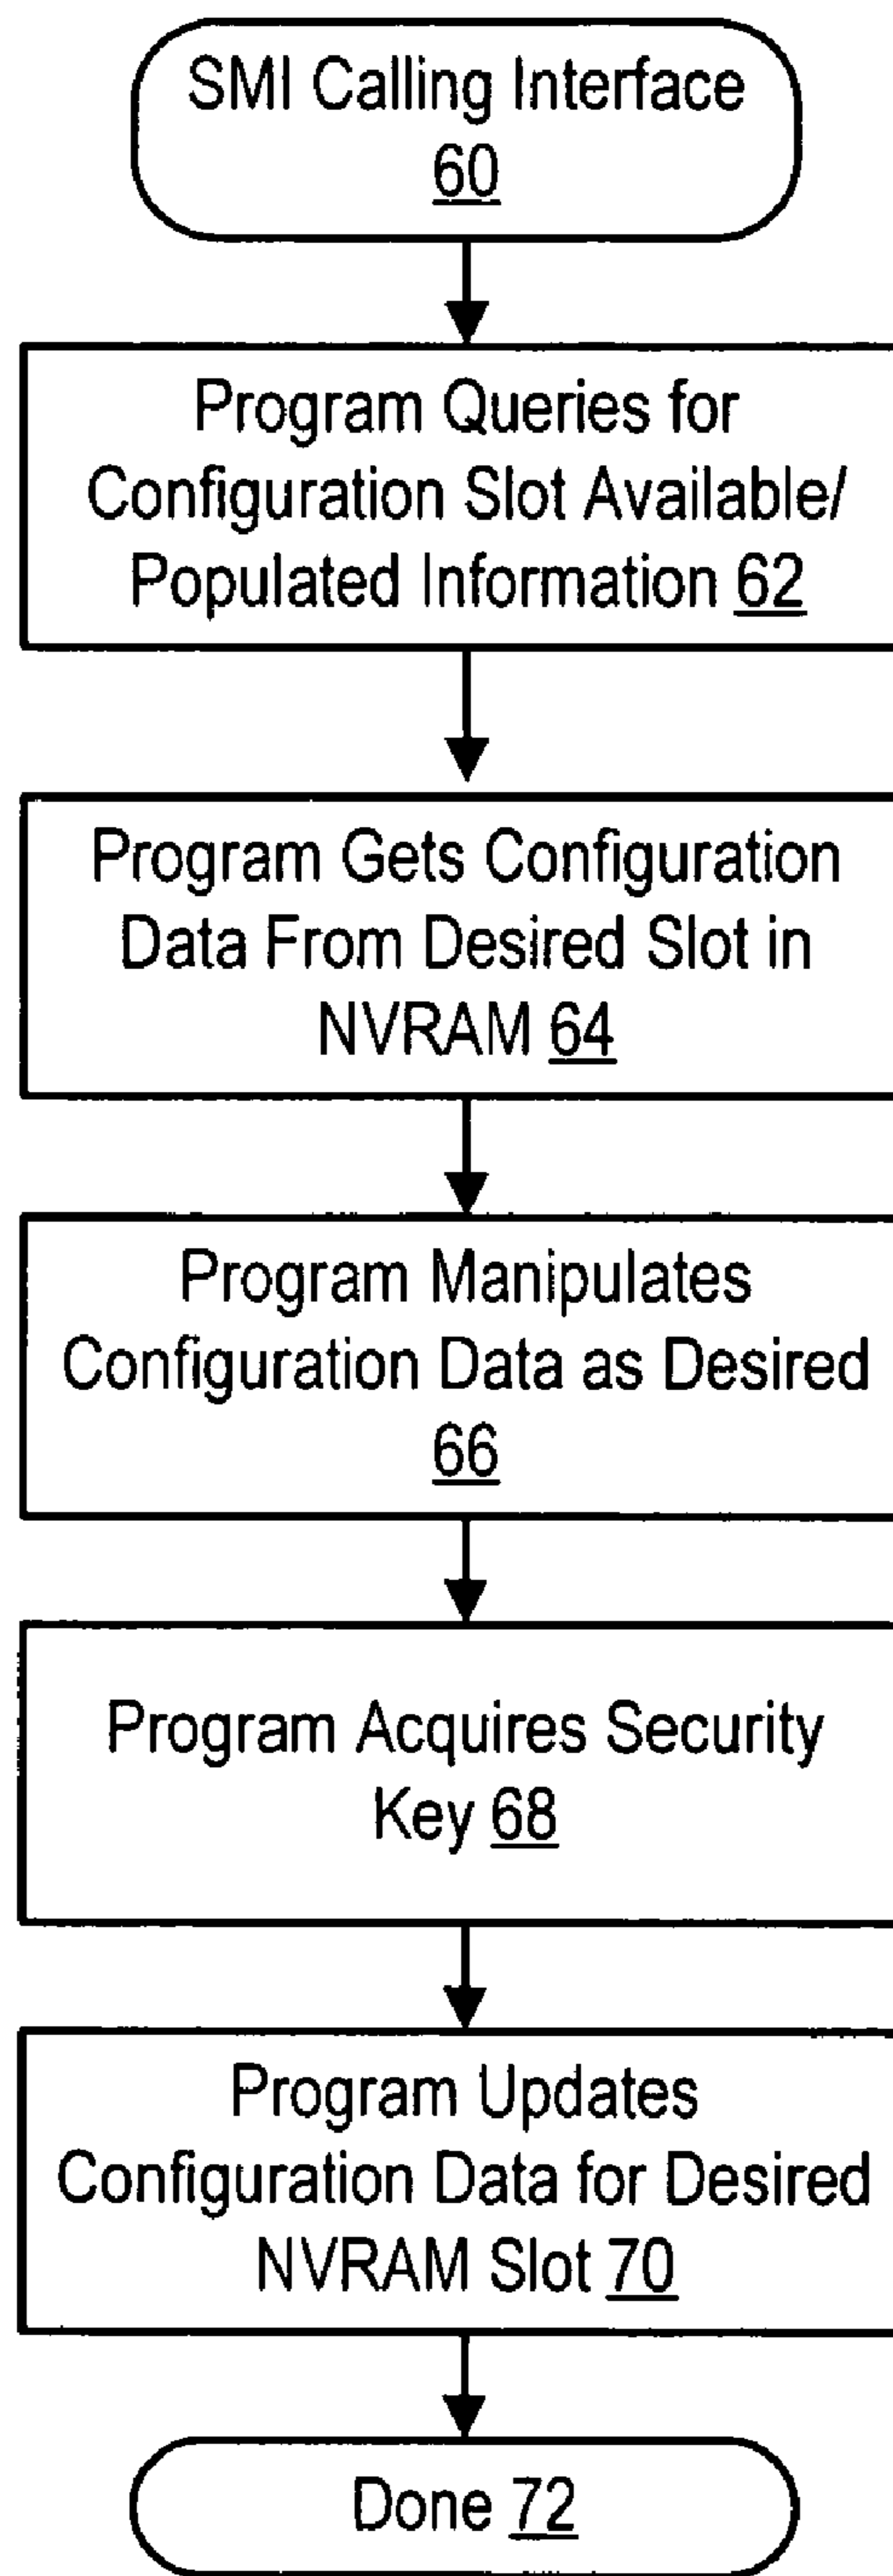 SMI Calling Interface
60
Program Queries for
Configuration Slot Available/
Populated Information 62
Program Gets Configuration
Data From Desired Slot in
NVRAM 64
Program Manipulates
Configuration Data as Desired
66
Program Acquires Security
Key 68
Program Updates
Configuration Data for Desired
NVRAM Slot 70
Done 72